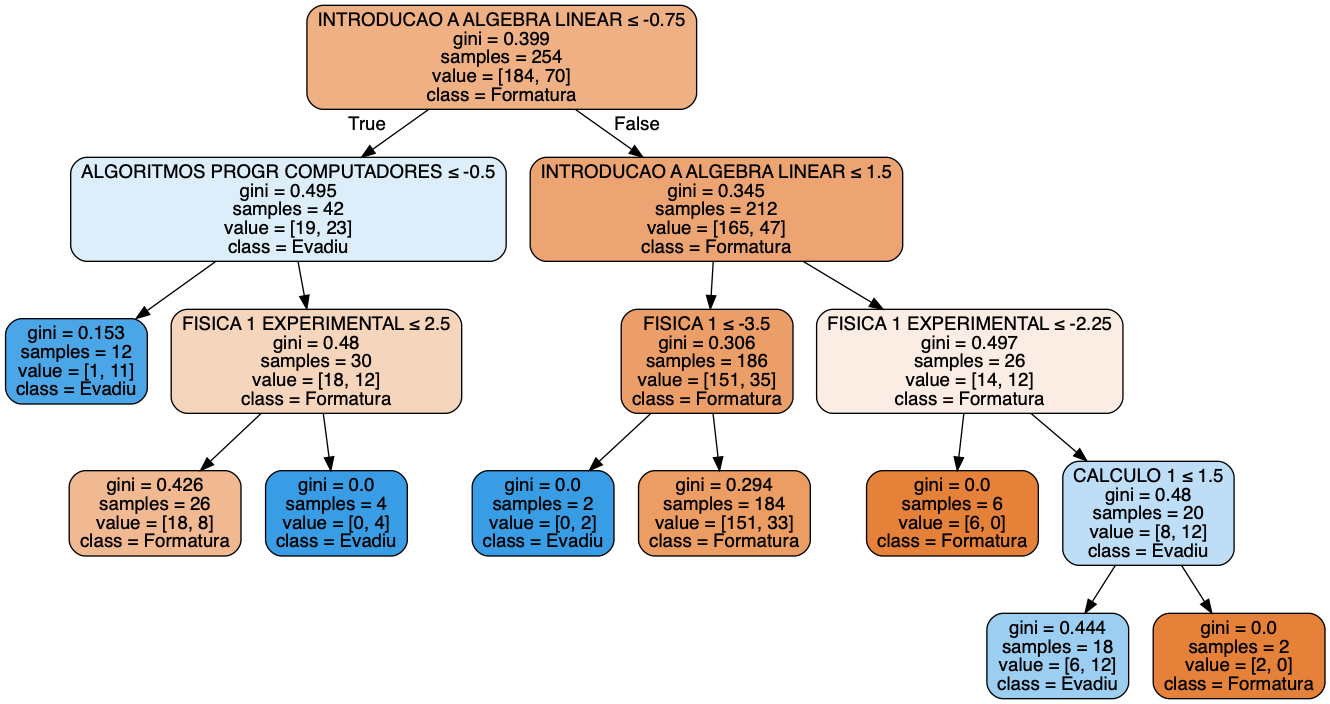 INTRODUCAO A ALGEBRA LINEAR ≤ -0.75
gini = 0.399
samples = 254
value = [184, 70]
class = Formatura
True
False
ALGORITMOS PROGR COMPUTADORES ≤ -0.5
gini = 0.495
samples = 42
value = [19, 23]
class = Evadiu
INTRODUCAO A ALGEBRA LINEAR ≤ 1.5
gini = 0.345
samples = 212
value = [165, 47]
class = Formatura
gini = 0.153
samples = 12
value = [1, 11]
class = Evadiu
FISICA 1 EXPERIMENTAL ≤ 2.5
gini = 0.48
samples = 30
value = [18, 12]
class = Formatura
FISICA 1 ≤ -3.5
gini = 0.306
samples = 186
value = [151, 35]
class = Formatura
FISICA 1 EXPERIMENTAL ≤ -2.25
gini = 0.497
samples = 26
value = [14, 12]
class = Formatura
gini = 0.426
samples = 26
value = [18, 8]
class = Formatura
gini = 0.0
samples = 4
value = [0, 4]
class = Evadiu
gini = 0.0
samples = 2
value = [0, 2]
class = Evadiu
gini = 0.294
samples = 184
value = [151, 33]
class = Formatura
gini = 0.0
samples = 6
value = [6, 0]
class = Formatura
CALCULO 1 ≤ 1.5
gini = 0.48
samples = 20
value = [8, 12]
class = Evadiu
gini = 0.444
samples = 18
value = [6, 12]
class = Evadiu
gini = 0.0
samples = 2
value = [2, 0]
class = Formatura